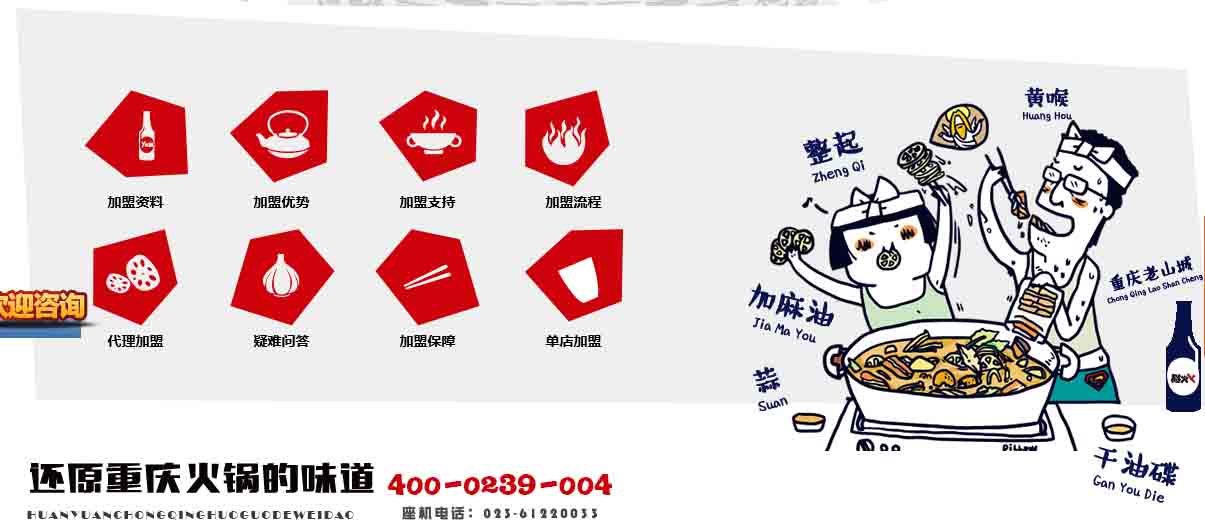 黄喉
Huang Hou
整起
Zheng Qi
加盟资料
加盟优势
加盟支持
加盟流程
重庆老山城
Chong Qing Lao Shan Cheng
欢迎咨询
加麻油
Jia Ma You
代理加盟
疑难问答
加盟保障
单店加盟
蒜
Suan
干油碟
Gan You Die
还原重庆火锅的味道
400-0239-004
HUANYUANCHONGQINGHUOGUODEWEIDAO
座机电话：023-61220033